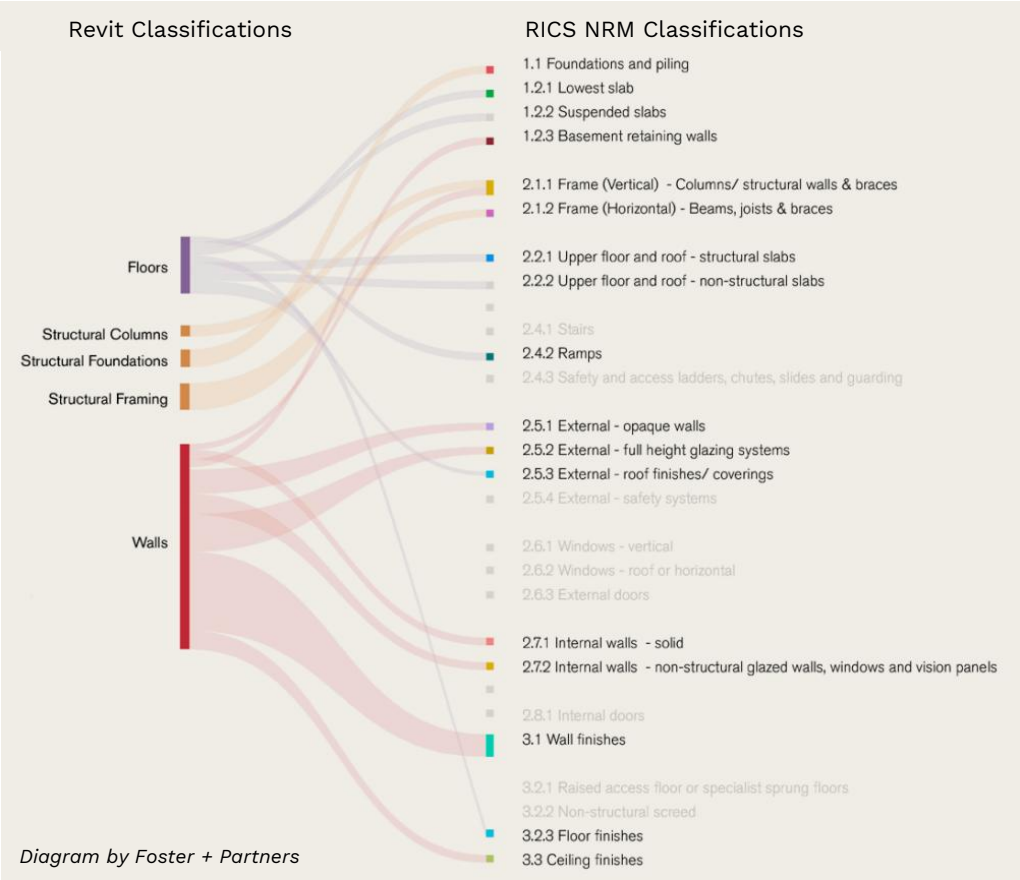 Revit Classifications
RICS NRM Classifications
1.1 Foundations and piling
1.2.1 Lowest slab
1.2.2 Suspended slabs
1.2.3 Basement retaining walls
2.1.1 Frame (Vertical) - Columns/ structural walls & braces
2.1.2 Frame (Horizontal) - Beams, joists & braces
2.2.1 Upper floor and roof - structural slabs
2.2.2 Upper floor and roof - non-structural slabs
2.4.1 Stairs
2.4.2 Ramps
2.4.3 Safety and access ladders, chutes, slides and guarding
2.5.1 External - opaque walls
2.5.2 External - full height glazing systems
2.5.3 External - roof finishes/ coverings
2.5.4 External - safety systems
2.6.1 Windows - vertical
2.6.2 Windows - roof or horizontal
2.6.3 External doors
2.7.1 Internal walls - solid
2.7.2 Internal walls - non-structural glazed walls, windows and vision panels
2.8.1 Internal doors
3.1 Wall finishes
3.2.1 Raised access floor or specialist sprung floors
3.2.2 Non-structural screed
3.2.3 Floor finishes
3.3 Ceiling finishes
Floors
Structural Columns
Structural Foundations
Structural Framing
Walls
Diagram by Foster + Partners